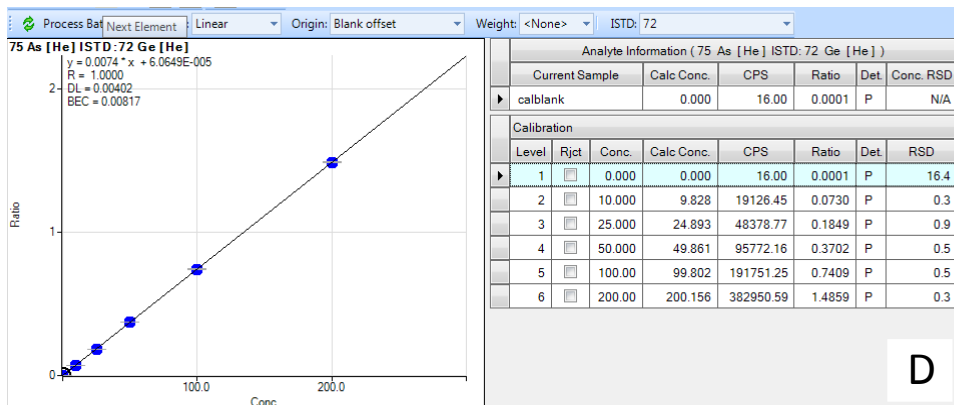 Process Bat Next Element : Linear Origin: Blank offset Weight: <None> ISTD: 72
75 As [He] ISTD:72 Ge [He]
y = 0.0074 * x + 6.0649E-005
R = 1.0000
DL = 0.00402
BEC = 0.00817
2
1
0
Ratio
100.0 200.0
Conc
Analyte Information ( 75 As [He] ISTD: 72 Ge [He] )
Current Sample Calc Conc. CPS Ratio Det. Conc. RSD
calblank 0.000 16.00 0.0001 P N/A
Calibration
Level Rjct Conc. Calc Conc. CPS Ratio Det. RSD
1 0.000 0.000 16.00 0.0001 P 16.4
2 10.000 9.828 19126.45 0.0730 P 0.3
3 25.000 24.893 48378.77 0.1849 P 0.9
4 50.000 49.861 95772.16 0.3702 P 0.5
5 100.00 99.802 191751.25 0.7409 P 0.5
6 200.00 200.156 382950.59 1.4859 P 0.3
D